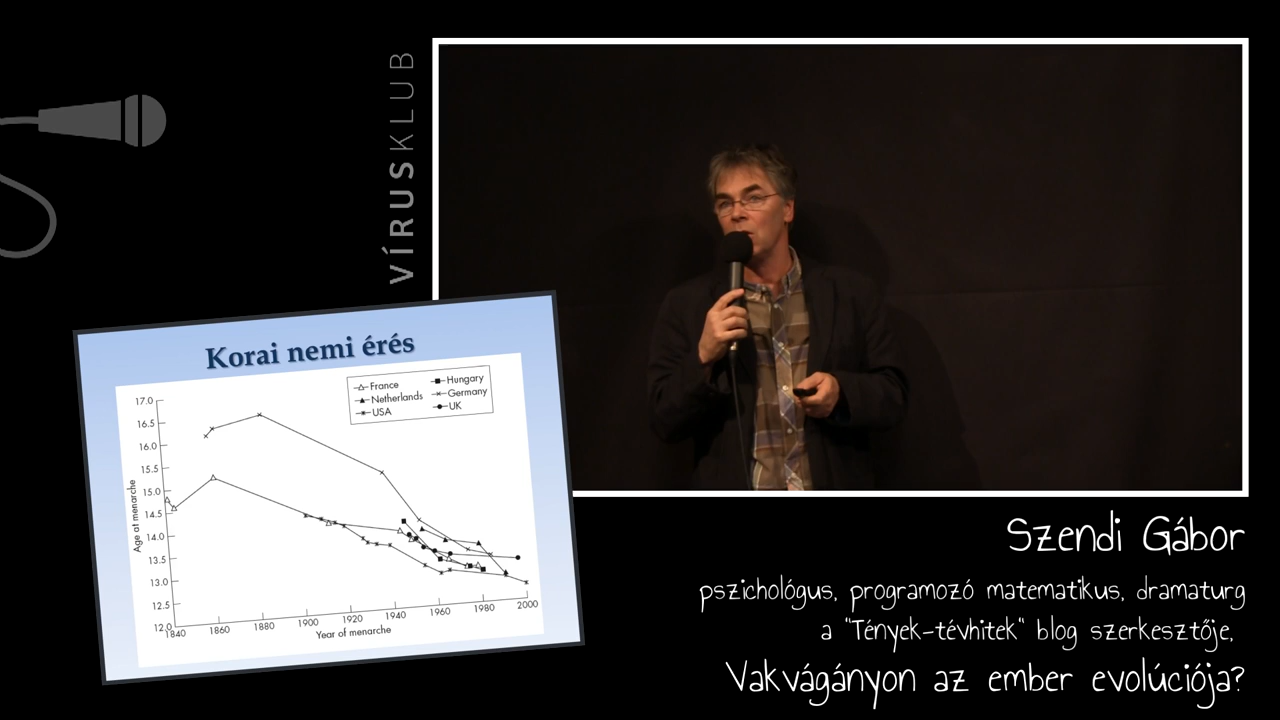 VÍRUSKLUB
Korai nemi érés
France
Netherlands
USA
Hungary
Germany
UK
17.0
16.5
16.0
15.5
15.0
14.5
14.0
13.5
13.0
12.5
12.0
Age at menarche
1840
1860
1880
1900
1920
1940
1960
1980
2000
Year of menarche
Szendi Gábor
pszichológus, programozó matematikus, dramaturg
a "Tények-tévhitek" blog szerkesztője,
Vakvágányon az ember evolúciója?